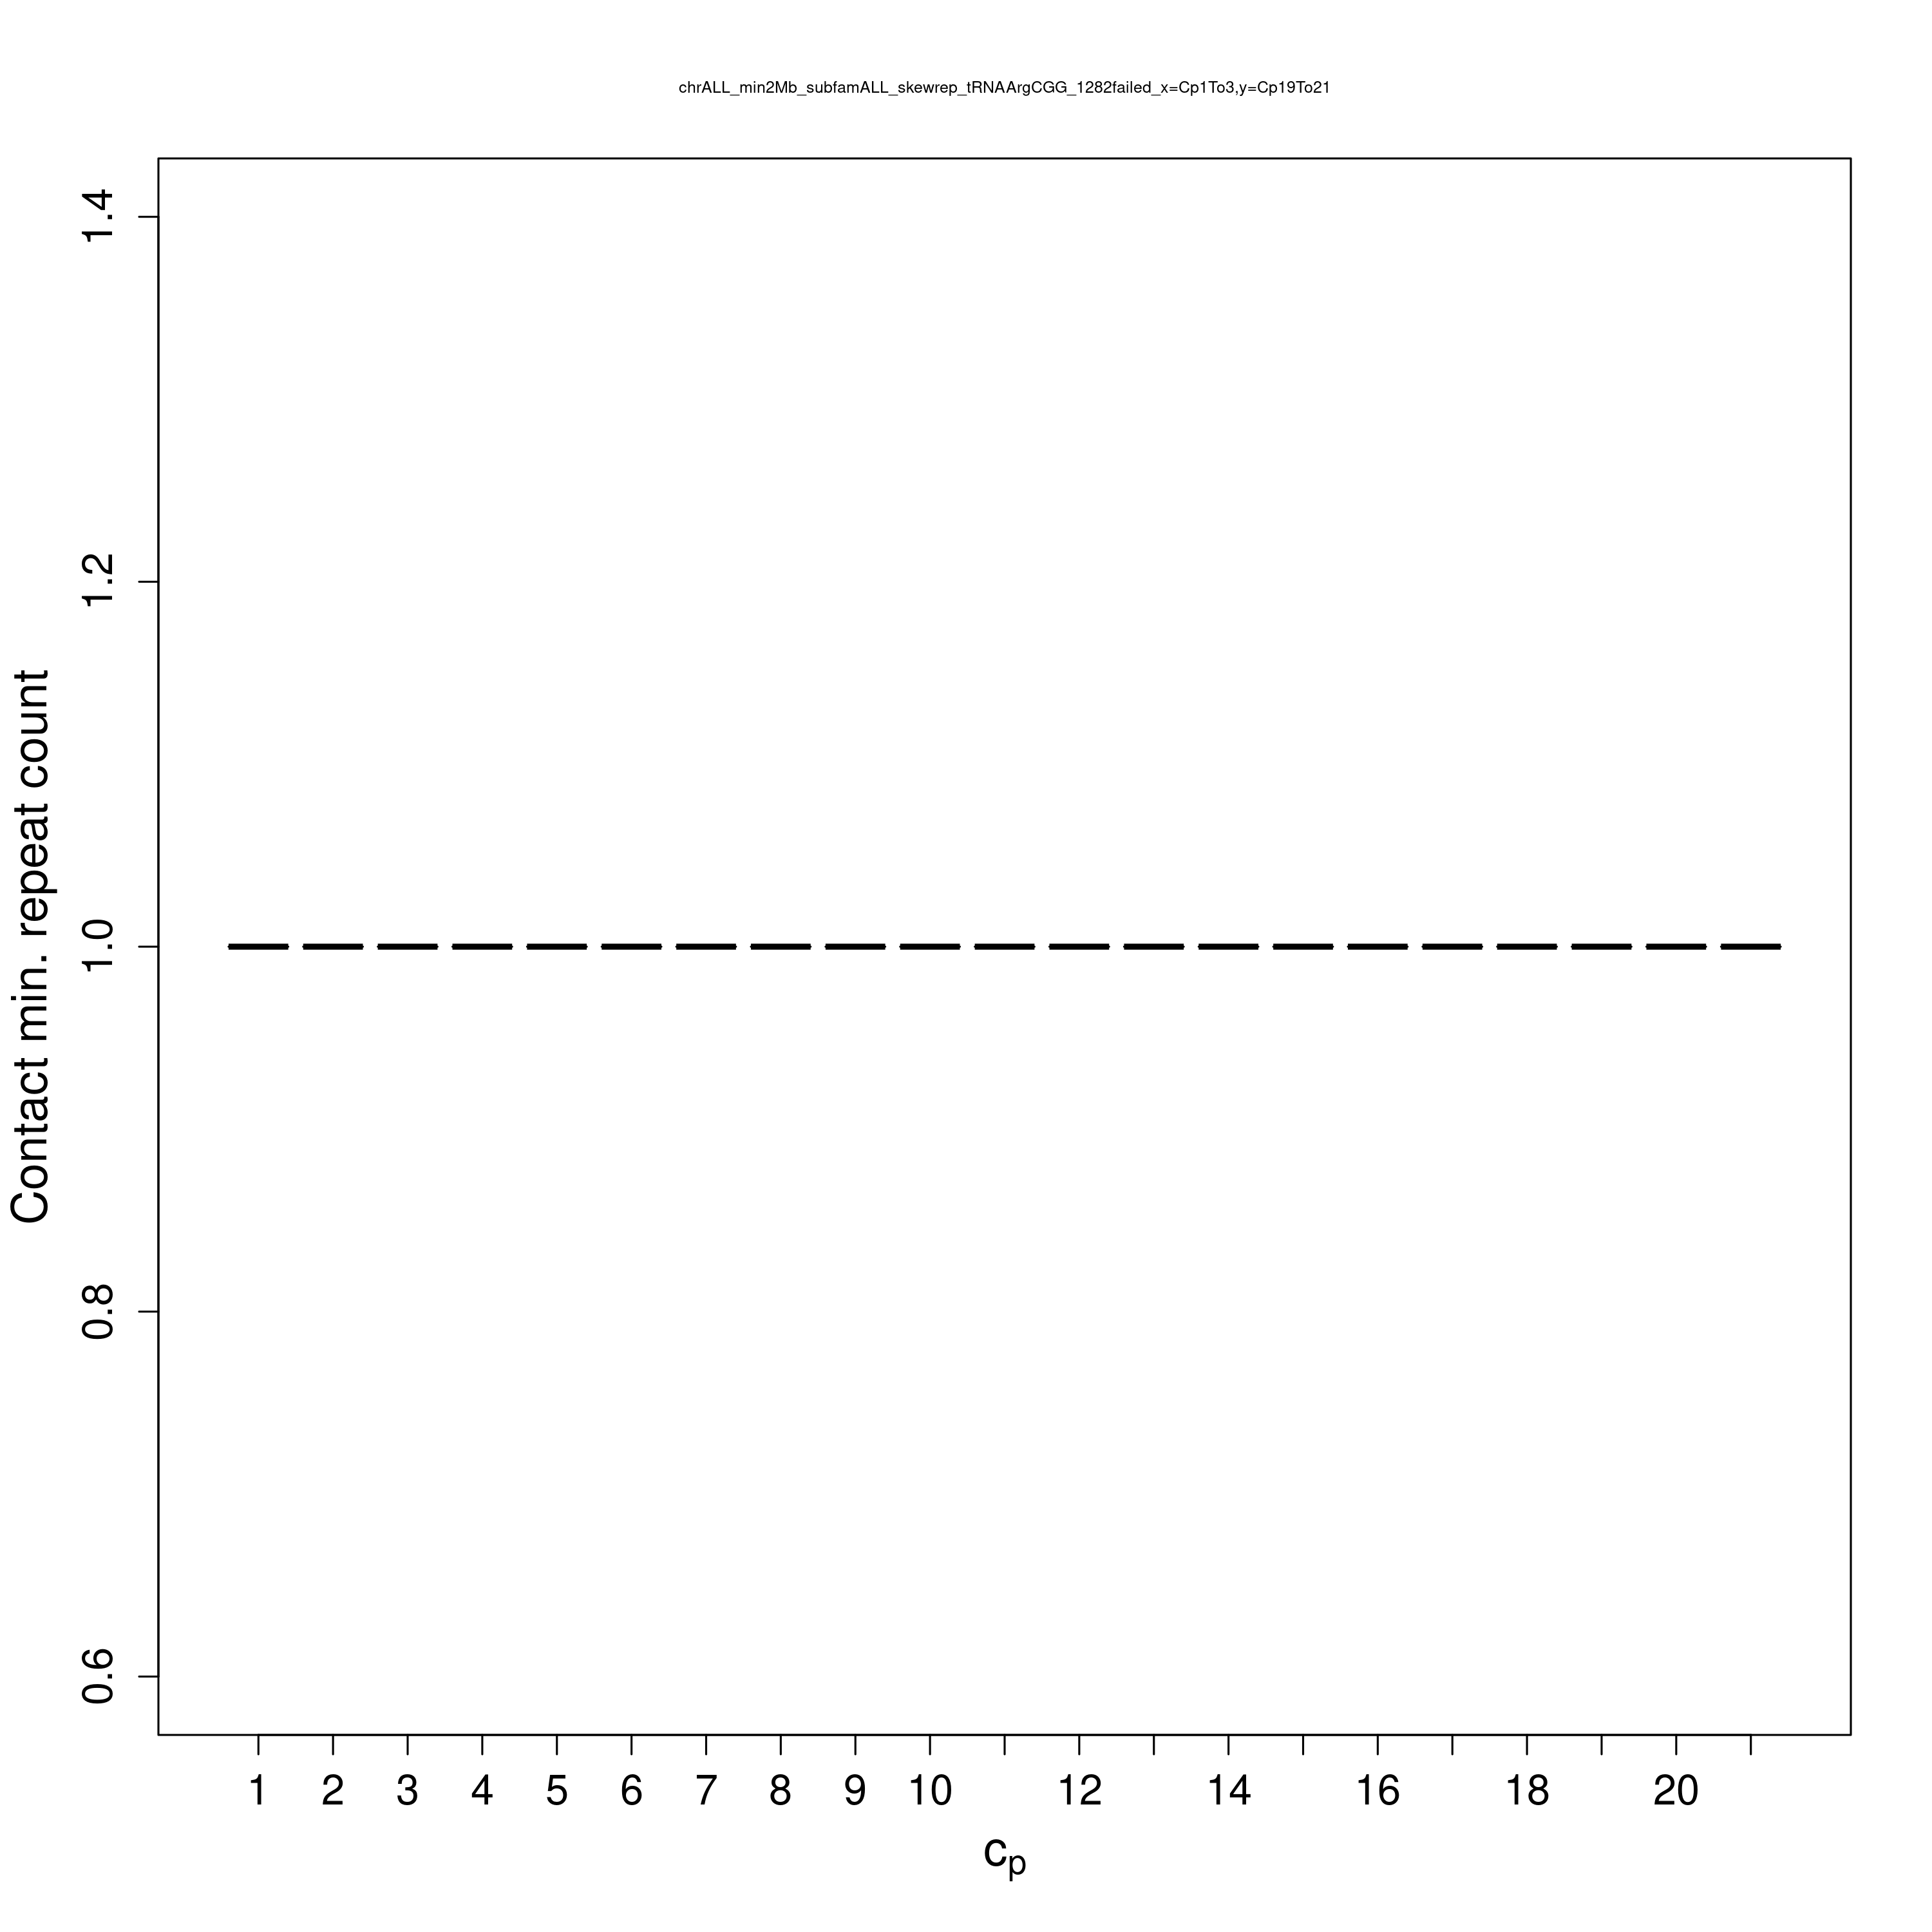 chrALL_min2Mb_subfamALL_skewrep_tRNAArgCGG_1282failed_x=Cp1To3,y=Cp19To21
Contact min. repeat count
1.4
1.2
1.0
0.8
0.6
1 2 3 4 5 6 7 8 9 10 12 14 16 18 20
cp